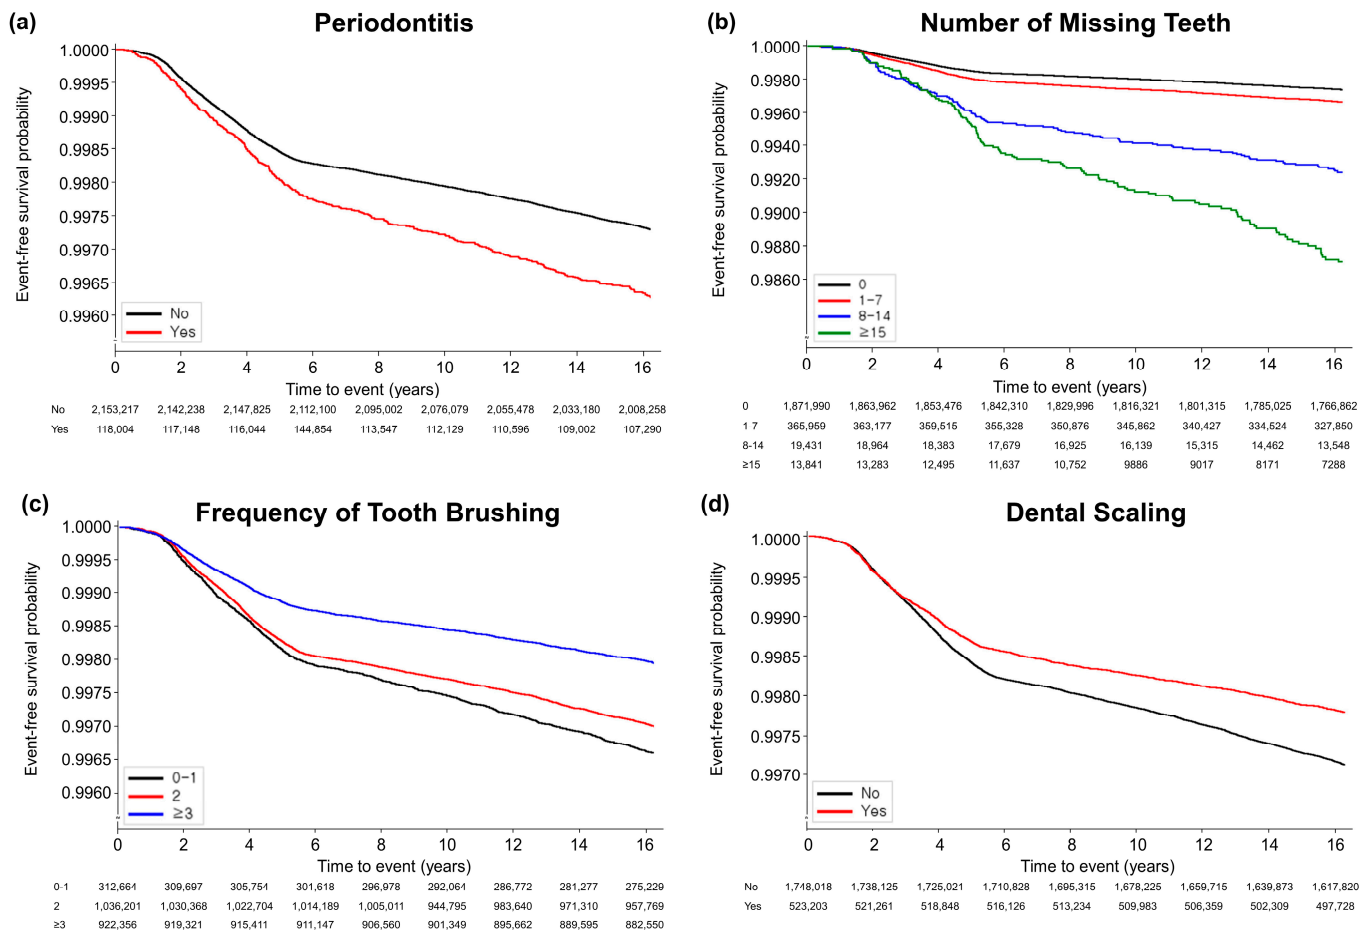 (a) Periodontitis
Event-free survival probability
1.0000
0.9995
0.9990
0.9985
0.9980
0.9975
0.9970
0.9965
0.9960
No
Yes
0 2 4 6 8 10 12 14 16
Time to event (years)
No 2,153,217 2,142,238 2,147,825 2,112,100 2,095,002 2,076,079 2,055,478 2,033,180 2,008,258
Yes 118,004 117,148 116,044 144,854 113,547 112,129 110,596 109,002 107,290
(b) Number of Missing Teeth
Event-free survival probability
1.0000
0.9980
0.9960
0.9940
0.9920
0.9900
0.9880
0.9860
0
1-7
8-14
≥15
0 2 4 6 8 10 12 14 16
Time to event (years)
0 1,871,990 1,863,962 1,853,476 1,842,310 1,829,996 1,816,321 1,801,315 1,785,025 1,766,862
1 7 365,959 363,177 359,516 355,328 350,876 345,862 340,427 334,524 327,850
8-14 19,431 18,964 18,383 17,679 16,925 16,139 15,315 14,462 13,548
≥15 13,841 13,283 12,495 11,637 10,752 9886 9017 8171 7288
(c) Frequency of Tooth Brushing
Event-free survival probability
1.0000
0.9995
0.9990
0.9985
0.9980
0.9975
0.9970
0.9965
0.9960
0-1
2
≥3
0 2 4 6 8 10 12 14 16
Time to event (years)
0-1 312,664 309,697 305,754 301,618 296,978 292,064 286,772 281,277 275,229
2 1,036,201 1,030,368 1,022,704 1,014,189 1,005,011 944,795 983,640 971,310 957,769
≥3 922,356 919,321 915,411 911,147 906,560 901,349 895,662 889,595 882,550
(d) Dental Scaling
Event-free survival probability
1.0000
0.9995
0.9990
0.9985
0.9980
0.9975
0.9970
No
Yes
0 2 4 6 8 10 12 14 16
Time to event (years)
No 1,748,018 1,738,125 1,725,021 1,710,828 1,695,315 1,678,225 1,659,715 1,639,873 1,617,820
Yes 523,203 521,261 518,848 516,126 513,234 509,983 506,359 502,309 497,728